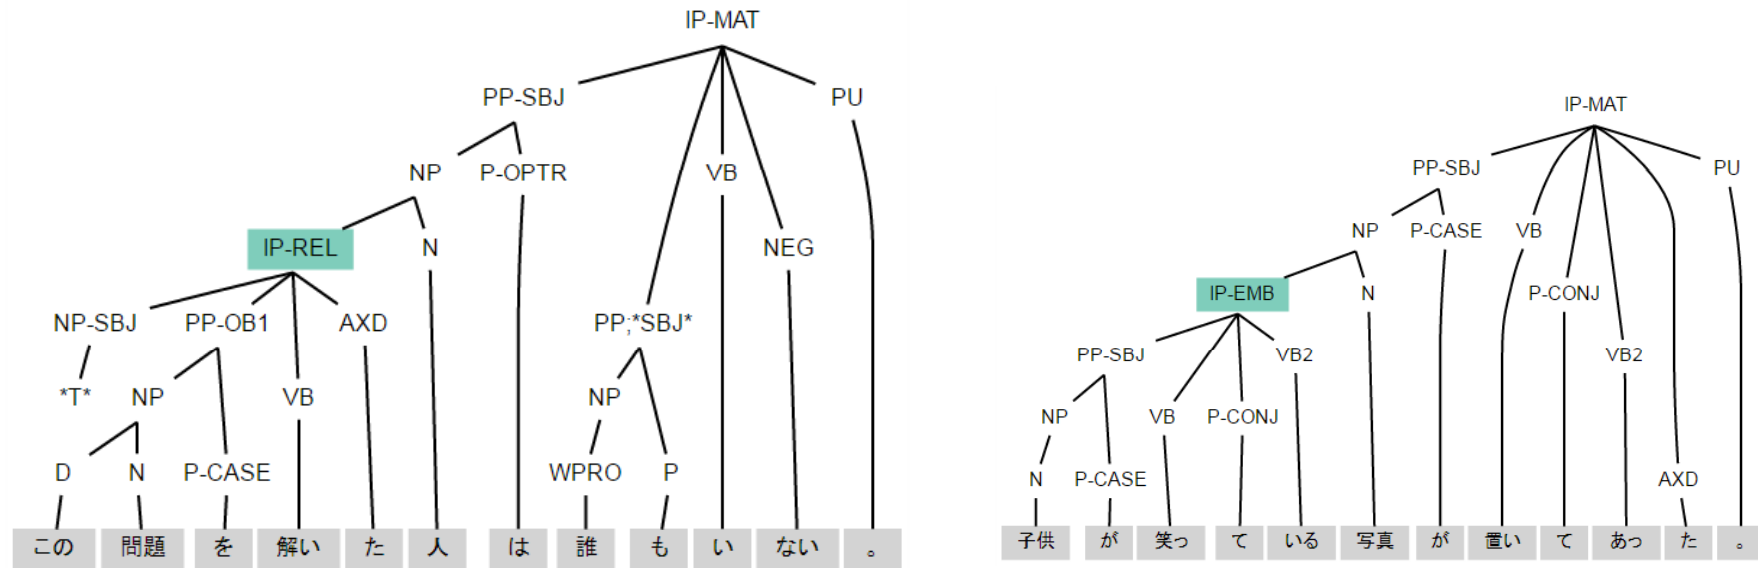 IP-MAT
PP-SBJ PU
NP P-OPTR VB
IP-REL N NEG
NP-SBJ PP-OB1 AXD PP;*SBJ*
*T* NP VB NP
D N P-CASE WPRO P
この 問題 を 解い た 人 は 誰 も い ない 。
IP-MAT
PP-SBJ PU
NP P-CASE VB
IP-EMB N P-CONJ
PP-SBJ VB2 VB2
NP VB P-CONJ
N P-CASE AXD
子供 が 笑っ て いる 写真 が 置い て あっ た 。